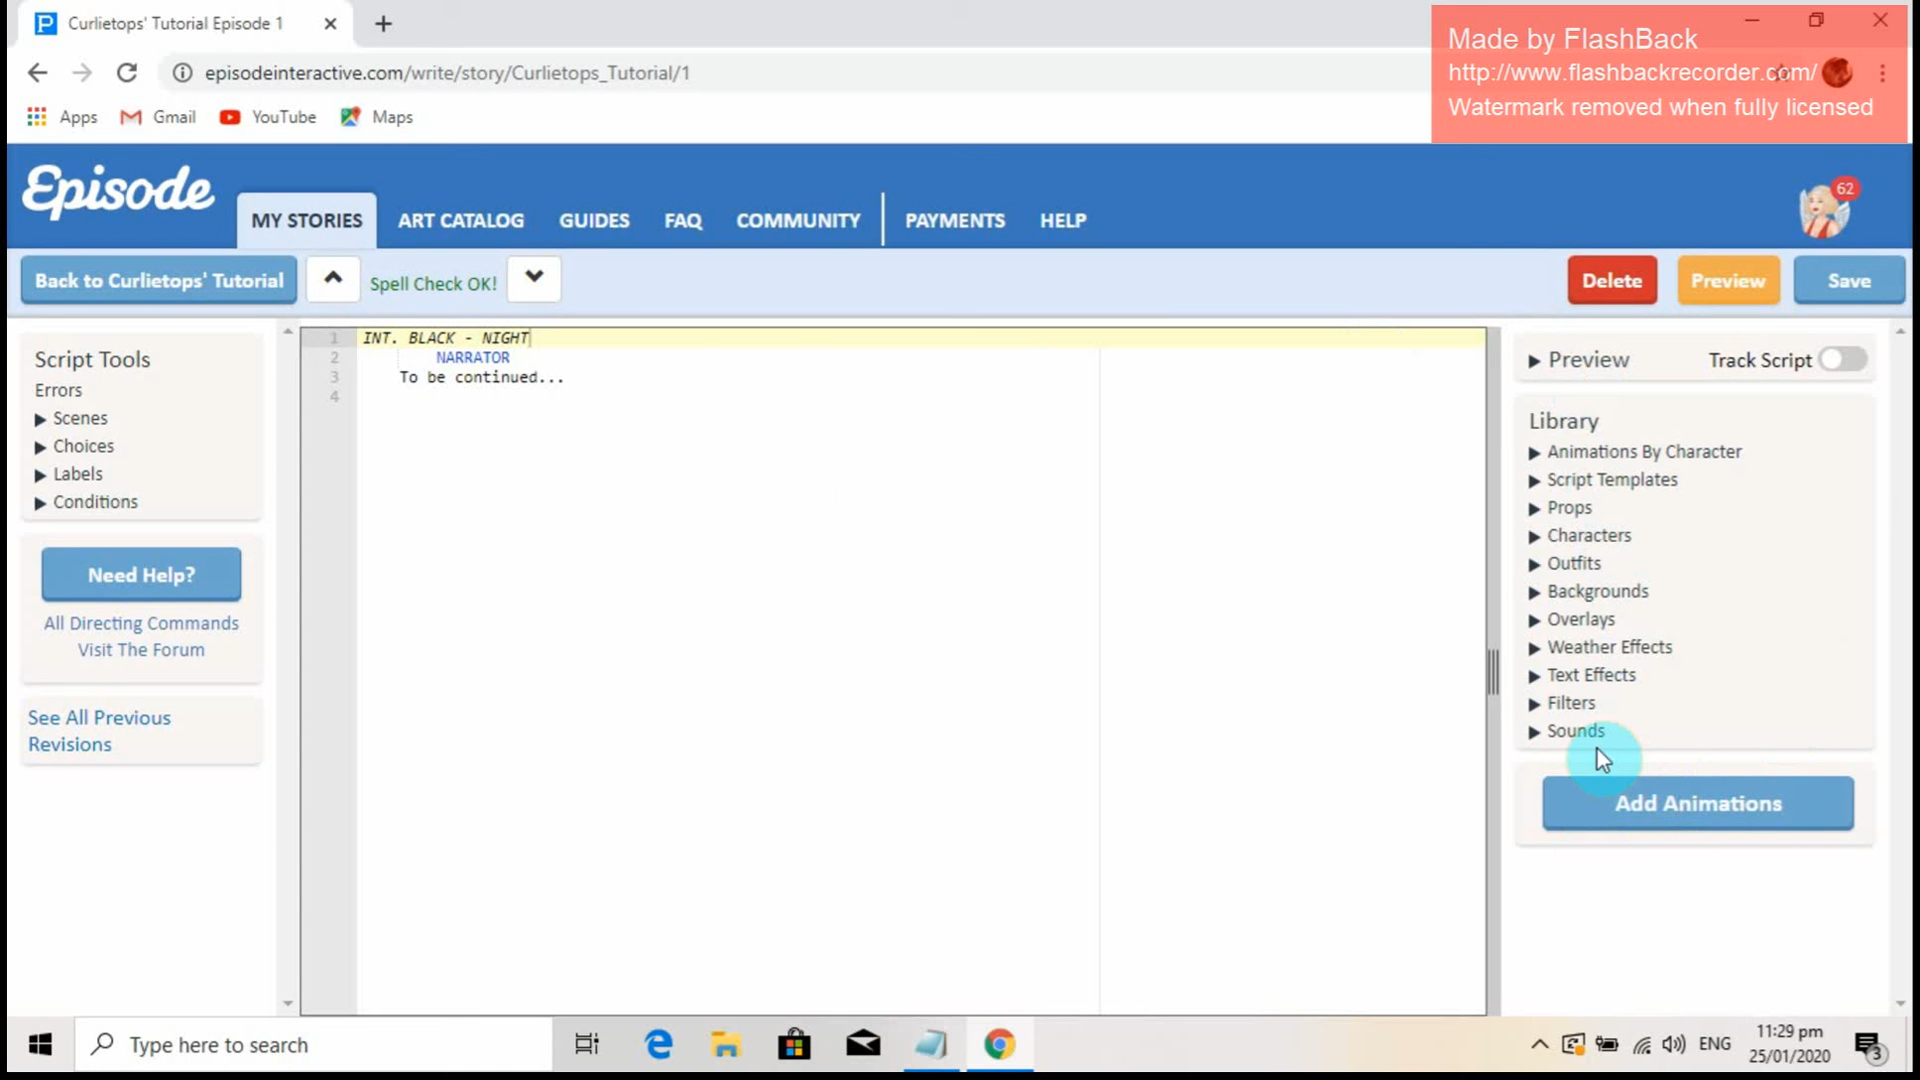 Curlietops' Tutorial Episode 1
episodeinteractive.com/write/story/Curlietops_Tutorial/1
Made by FlashBack
http://www.flashbackrecorder.com/
Watermark removed when fully licensed
Apps Gmail YouTube Maps
Episode
MY STORIES ART CATALOG GUIDES FAQ COMMUNITY PAYMENTS HELP
62
Back to Curlietops' Tutorial Spell Check OK! Delete Preview Save
Script Tools
Errors
Scenes
Choices
Labels
Conditions
Need Help?
All Directing Commands
Visit The Forum
See All Previous
Revisions
1 INT. BLACK - NIGHT
2 NARRATOR
3 To be continued...
4
Preview Track Script
Library
Animations By Character
Script Templates
Props
Characters
Outfits
Backgrounds
Overlays
Weather Effects
Text Effects
Filters
Sounds
Add Animations
Type here to search
ENG
11:29 pm
25/01/2020
3